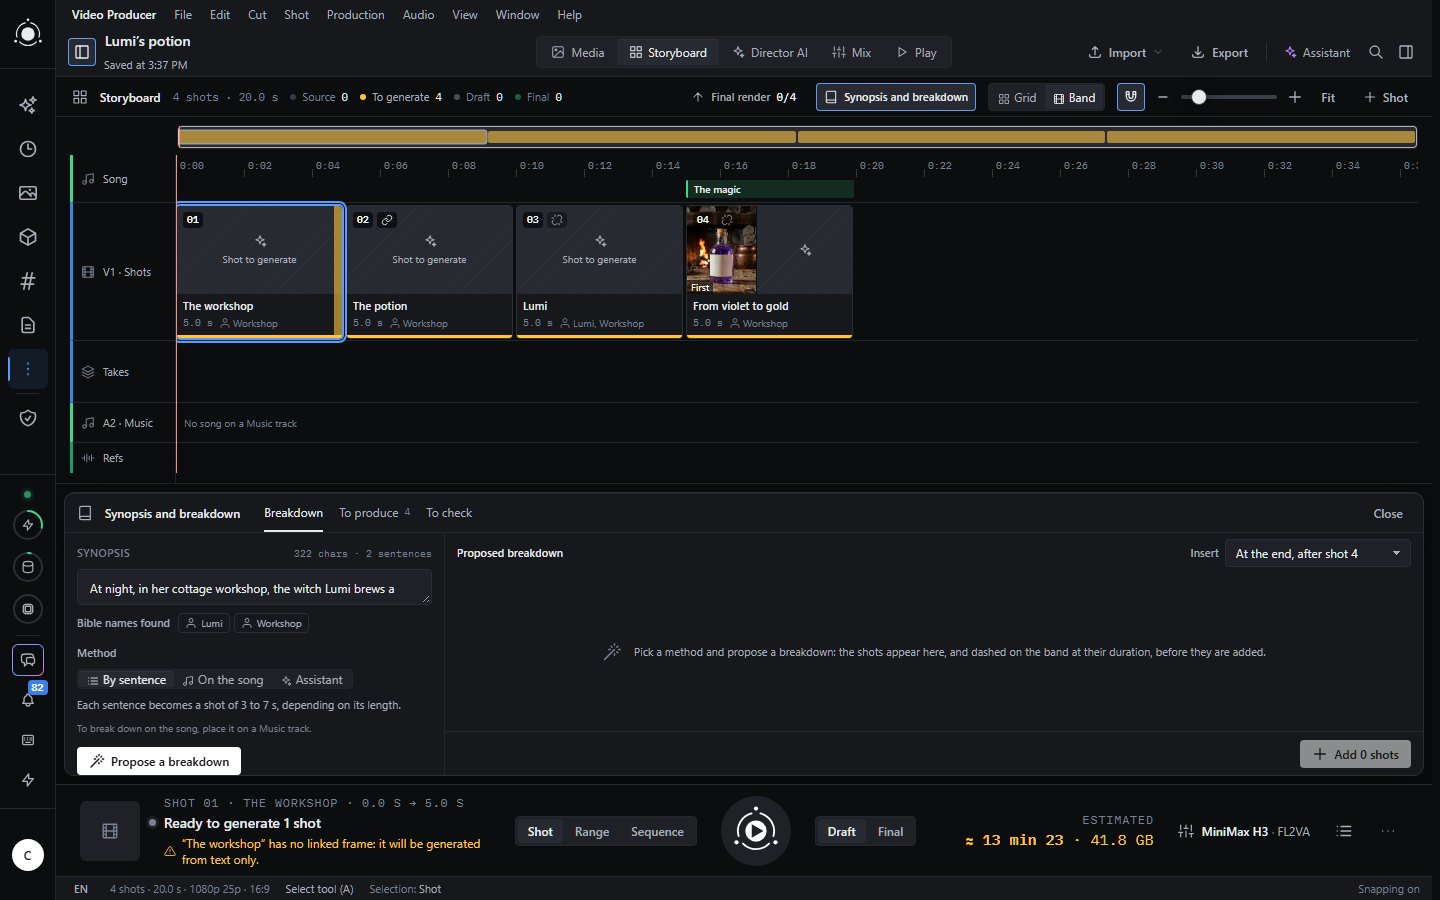 Video Producer File Edit Cut Shot Production Audio View Window Help
Lumi's potion
Saved at 3:37 PM
Media Storyboard Director AI Mix Play
Import Export Assistant
Storyboard 4 shots · 20.0 s Source 0 To generate 4 Draft 0 Final 0
Final render 0/4 Synopsis and breakdown Grid Band Fit Shot
0:00 0:02 0:04 0:06 0:08 0:10 0:12 0:14 0:16 0:18 0:20 0:22 0:24 0:26 0:28 0:30 0:32 0:34
Song
The magic
V1 · Shots
01 02 03 04
Shot to generate Shot to generate Shot to generate
First
The workshop The potion Lumi From violet to gold
5.0 s Workshop 5.0 s Workshop 5.0 s Lumi, Workshop 5.0 s Workshop
Takes
A2 · Music No song on a Music track
Refs
Synopsis and breakdown Breakdown To produce 4 To check Close
SYNOPSIS 322 chars · 2 sentences
At night, in her cottage workshop, the witch Lumi brews a
Bible names found Lumi Workshop
Method
By sentence On the song Assistant
Each sentence becomes a shot of 3 to 7 s, depending on its length.
To break down on the song, place it on a Music track.
Propose a breakdown
Proposed breakdown Insert At the end, after shot 4
Pick a method and propose a breakdown: the shots appear here, and dashed on the band at their duration, before they are added.
Add 0 shots
82
C
SHOT 01 · THE WORKSHOP · 0.0 S → 5.0 S
Ready to generate 1 shot
"The workshop" has no linked frame: it will be generated
from text only.
Shot Range Sequence
Draft Final
ESTIMATED
≈ 13 min 23 · 41.8 GB
MiniMax H3 · FL2VA
EN 4 shots · 20.0 s · 1080p 25p · 16:9 Select tool (A) Selection: Shot Snapping on